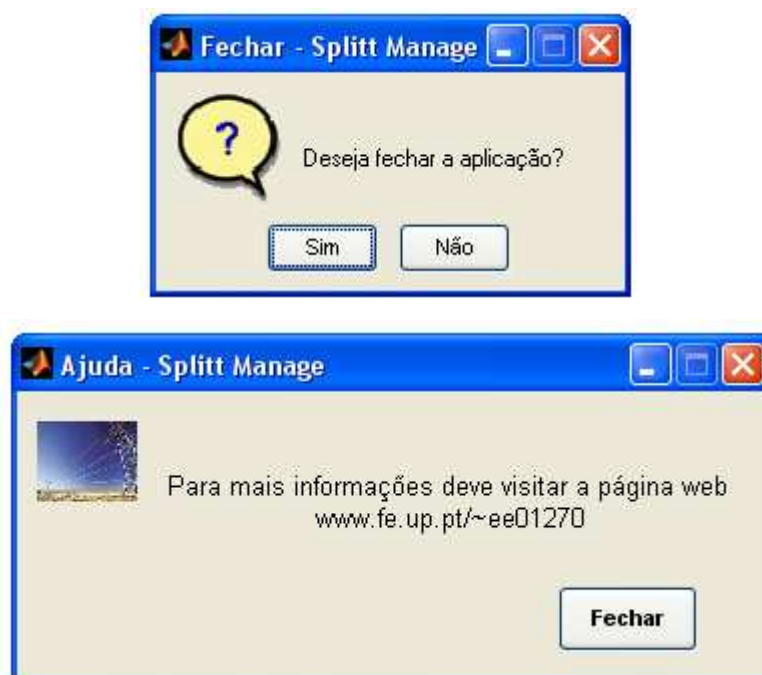 Fechar - Splitt Manage
?
Deseja fechar a aplicação?
Sim
Não
Ajuda - Splitt Manage
Para mais informações deve visitar a página web
www.fe.up.pt/~ee01270
Fechar